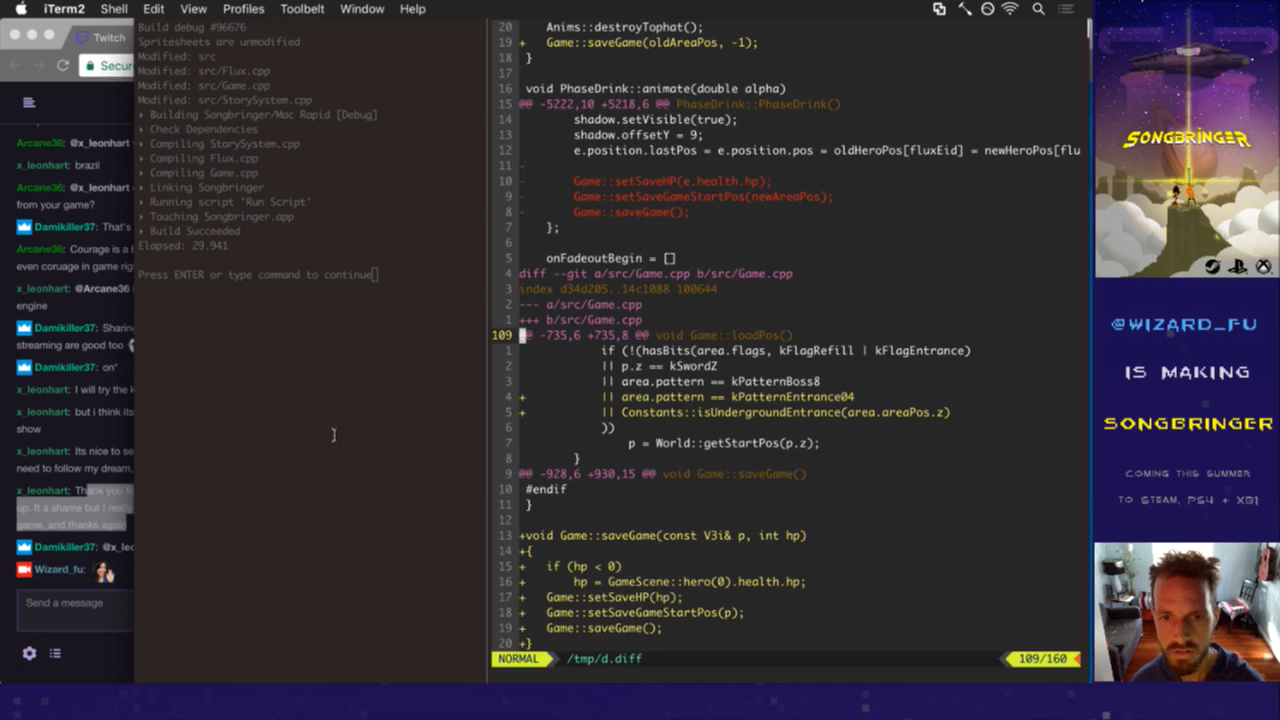 iTerm2 Shell Edit View Profiles Toolbelt Window Help
Twitch
Secur
Arcane36: @x_leonhart
x_leonhart: brazil
Arcane36: @x_leonhart
from your game?
Damikiller37: That's
Arcane36: Courage is a t
even coruage in game righ
x_leonhart: @Arcane36 i
engine
Damikiller37: Sharing
streaming are good too
Damikiller37: on*
x_leonhart: I will try the k
x_leonhart: but i think its
show
x_leonhart: Its nice to se
need to follow my dream,
x_leonhart: Thank you fo
up. It a shame but I really
game, and thanks again
Damikiller37: @x_leo
Wizard_fu:
Send a message
Build debug #96676
Spritesheets are unmodified
Modified: src
Modified: src/Flux.cpp
Modified: src/Game.cpp
Modified: src/StorySystem.cpp
Building Songbringer/Mac Rapid [Debug]
Check Dependencies
Compiling StorySystem.cpp
Compiling Flux.cpp
Compiling Game.cpp
Linking Songbringer
Running script 'Run Script'
Touching Songbringer.app
Build Succeeded
Elapsed: 29.941
Press ENTER or type command to continue
20 Anims::destroyTophat();
19 + Game::saveGame(oldAreaPos, -1);
18 }
17
16 void PhaseDrink::animate(double alpha)
15 @@ -5222,10 +5218,6 @@ PhaseDrink::PhaseDrink()
14 shadow.setVisible(true);
13 shadow.offsetY = 9;
12 e.position.lastPos = e.position.pos = oldHeroPos[fluxEid] = newHeroPos[flu
11 -
10 - Game::setSaveHP(e.health.hp);
9 - Game::setSaveGameStartPos(newAreaPos);
8 - Game::saveGame();
7 };
6
5 onFadeoutBegin = []
4 diff --git a/src/Game.cpp b/src/Game.cpp
3 index d34d205..14c1088 100644
2 --- a/src/Game.cpp
1 +++ b/src/Game.cpp
109 @@ -735,6 +735,8 @@ void Game::loadPos()
1 if (!(hasBits(area.flags, kFlagRefill | kFlagEntrance)
2 || p.z == kSwordZ
3 || area.pattern == kPatternBoss8
4 + || area.pattern == kPatternEntrance04
5 + || Constants::isUndergroundEntrance(area.areaPos.z)
6 ))
7 p = World::getStartPos(p.z);
8 }
9 @@ -928,6 +930,15 @@ void Game::saveGame()
10 #endif
11 }
12
13 +void Game::saveGame(const V3i& p, int hp)
14 +{
15 + if (hp < 0)
16 + hp = GameScene::hero(0).health.hp;
17 + Game::setSaveHP(hp);
18 + Game::setSaveGameStartPos(p);
19 + Game::saveGame();
20 +}
NORMAL /tmp/d.diff 109/160
SONGBRINGER
@WIZARD_FU
IS MAKING
SONGBRINGER
COMING THIS SUMMER
TO STEAM, PS4 + XB1